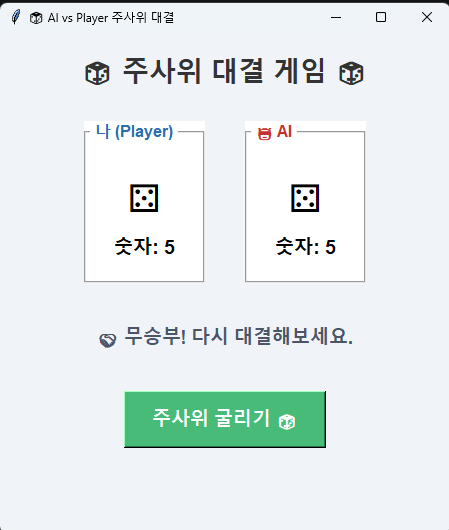 🎲 AI vs Player 주사위 대결
🎲 주사위 대결 게임 🎲
나 (Player)
🤖 AI
⚄
⚄
숫자: 5
숫자: 5
🤝 무승부! 다시 대결해보세요.
주사위 굴리기 🎲